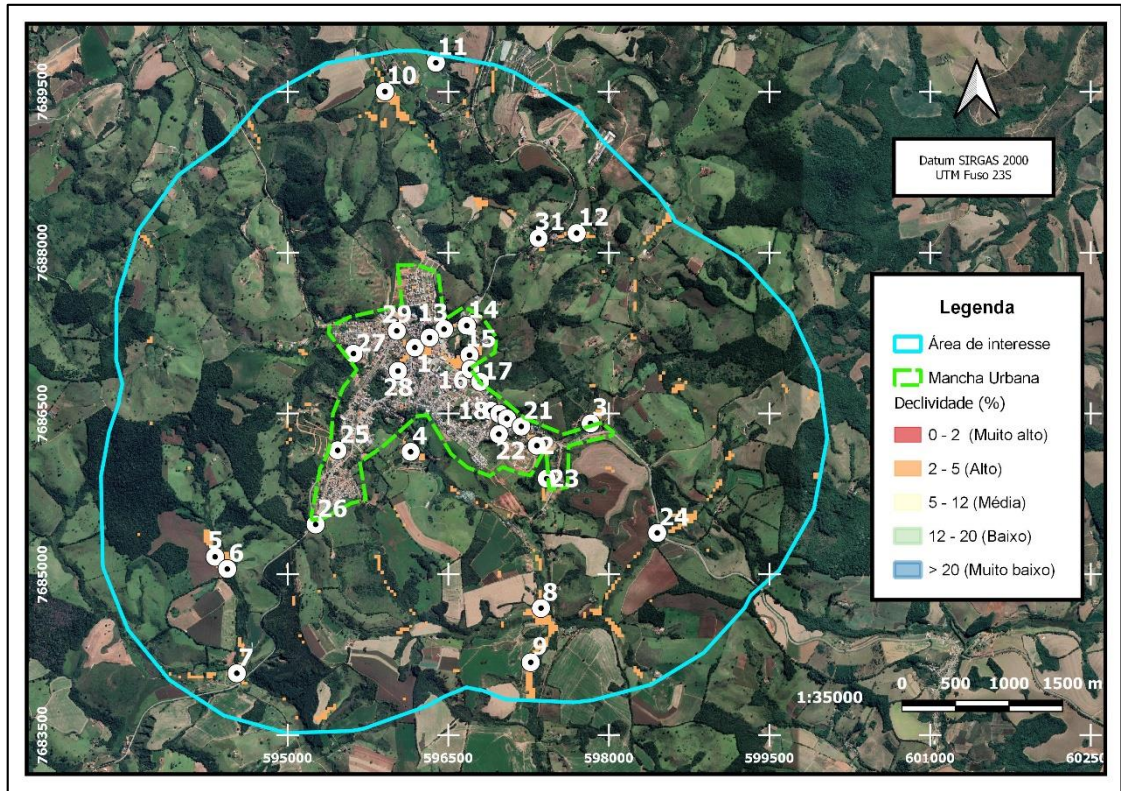 11
10
7689500
Datum SIRGAS 2000
UTM Fuso 23S
31 12
7688000
Legenda
Área de interesse
Mancha Urbana
Declividade (%)
0 - 2 (Muito alto)
2 - 5 (Alto)
5 - 12 (Média)
12 - 20 (Baixo)
> 20 (Muito baixo)
29 13 14
27 1 15
28 16 17
7686500
18 21 3
25 4 22 2
23
26 24
5
6
7685000
8
9
7
1:35000
0 500 1000 1500 m
7683500
595000 596500 598000 599500 601000 60250